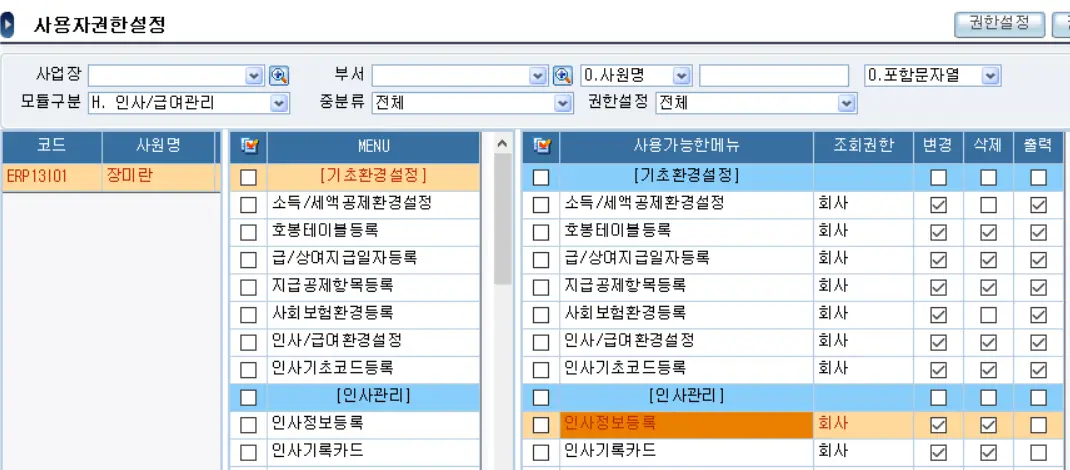 사용자권한설정 권한설정
사업장 부서 0.사원명 0.포함문자열
모듈구분 H. 인사/급여관리 중분류 전체 권한설정 전체
코드 사원명 MENU 사용가능한메뉴 조회권한 변경 삭제 출력
ERP13I01 장미란 [기초환경설정] [기초환경설정]
소득/세액공제환경설정 소득/세액공제환경설정 회사
호봉테이블등록 호봉테이블등록 회사
급/상여지급일자등록 급/상여지급일자등록 회사
지급공제항목등록 지급공제항목등록 회사
사회보험환경등록 사회보험환경등록 회사
인사/급여환경설정 인사/급여환경설정 회사
인사기초코드등록 인사기초코드등록 회사
[인사관리] [인사관리]
인사정보등록 인사정보등록 회사
인사기록카드 인사기록카드 회사